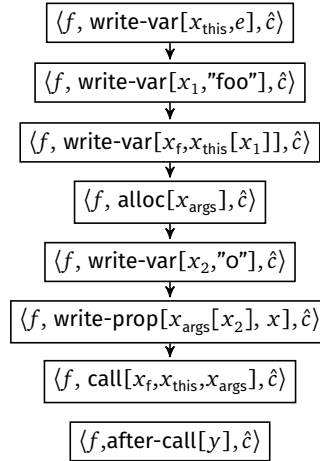 ⟨f, write-var[x_this,e],ĉ⟩
⟨f, write-var[x_1,"foo"],ĉ⟩
⟨f, write-var[x_f,x_this[x_1]],ĉ⟩
⟨f, alloc[x_args],ĉ⟩
⟨f, write-var[x_2,"0"],ĉ⟩
⟨f, write-prop[x_args[x_2], x],ĉ⟩
⟨f, call[x_f,x_this,x_args],ĉ⟩
⟨f,after-call[y],ĉ⟩